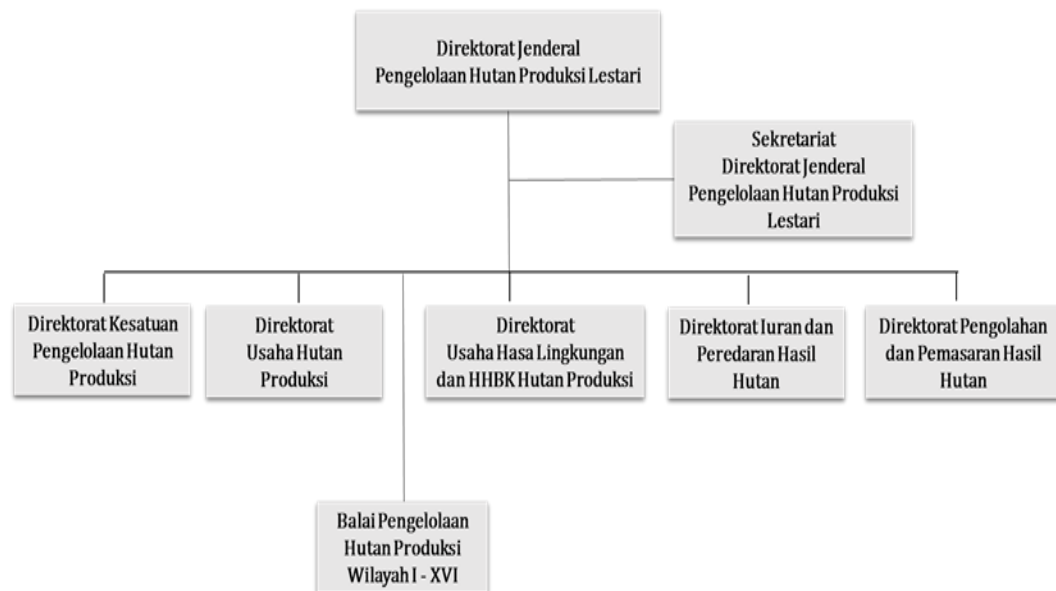 Direktorat Jenderal
Pengelolaan Hutan Produksi Lestari
Sekretariat
Direktorat Jenderal
Pengelolaan Hutan Produksi
Lestari
Direktorat Kesatuan
Pengelolaan Hutan
Produksi
Direktorat
Usaha Hutan
Produksi
Direktorat
Usaha Hasa Lingkungan
dan HHBK Hutan Produksi
Direktorat Iuran dan
Peredaran Hasil
Hutan
Direktorat Pengolahan
dan Pemasaran Hasil
Hutan
Balai Pengelolaan
Hutan Produksi
Wilayah I - XVI